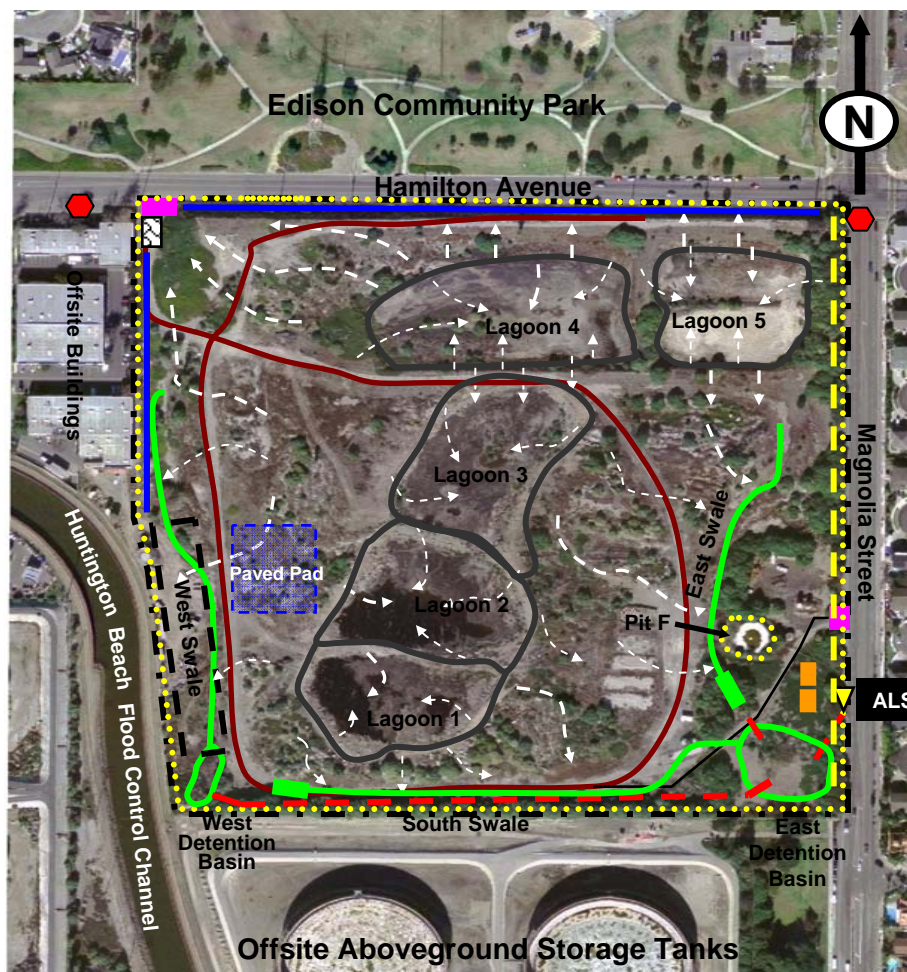 Edison Community Park
N
Hamilton Avenue
Offsite Buildings
Lagoon 4
Lagoon 5
Magnolia Street
Lagoon 3
East Swale
Huntington Beach Flood Control Channel
Paved Pad
West Swale
Lagoon 2
Pit F
ALS
Lagoon 1
West
Detention
Basin
South Swale
East
Detention
Basin
Offsite Aboveground Storage Tanks